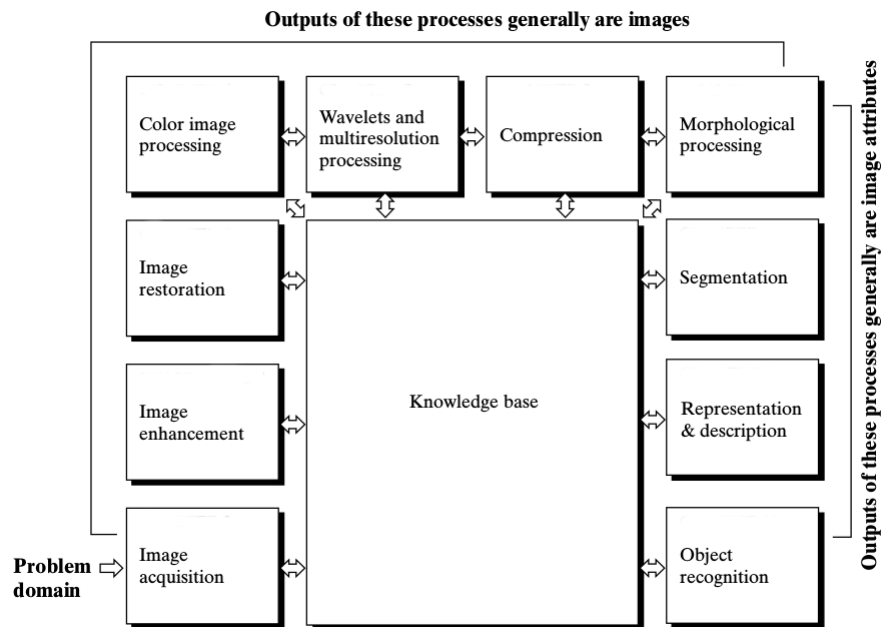 Outputs of these processes generally are images
Color image
processing
Wavelets and
multiresolution
processing
Compression
Morphological
processing
Image
restoration
Segmentation
Image
enhancement
Knowledge base
Representation
& description
Problem
domain
Image
acquisition
Object
recognition
Outputs of these processes generally are image attributes